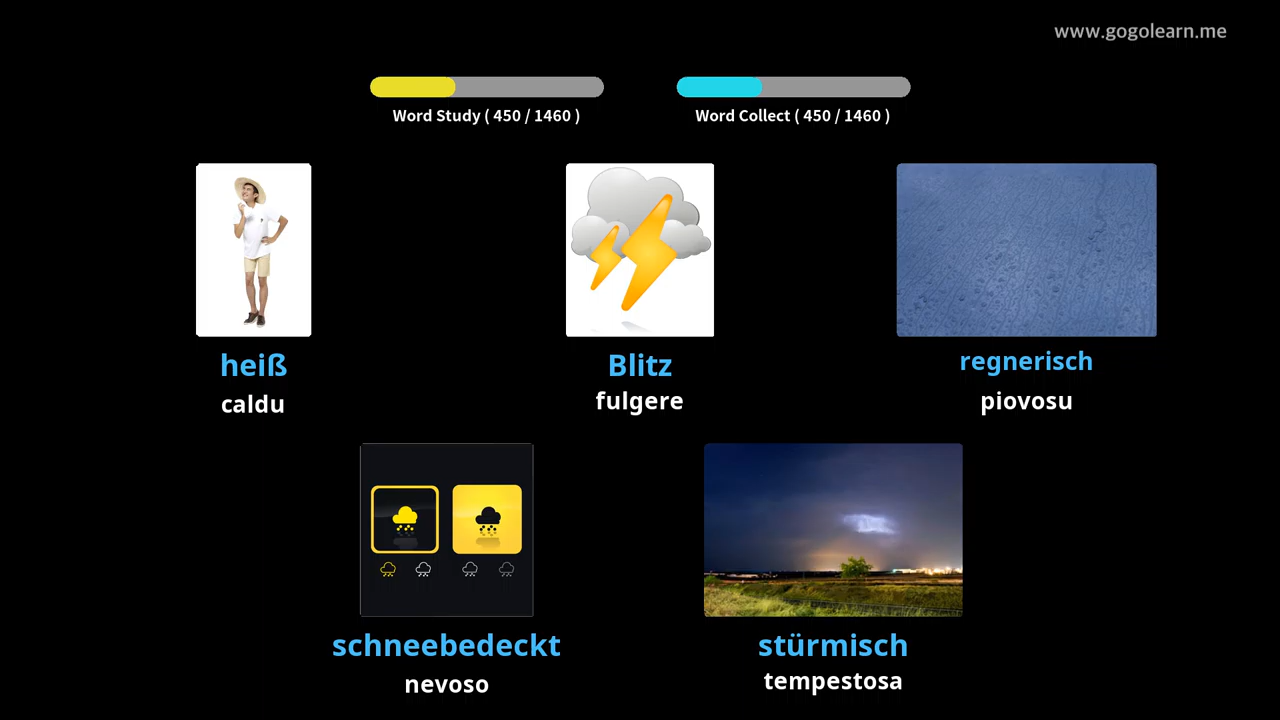 www.gogolearn.me
Word Study ( 450 / 1460 )
Word Collect ( 450 / 1460 )
heiß
caldu
Blitz
fulgere
regnerisch
piovosu
schneebedeckt
nevoso
stürmisch
tempestosa